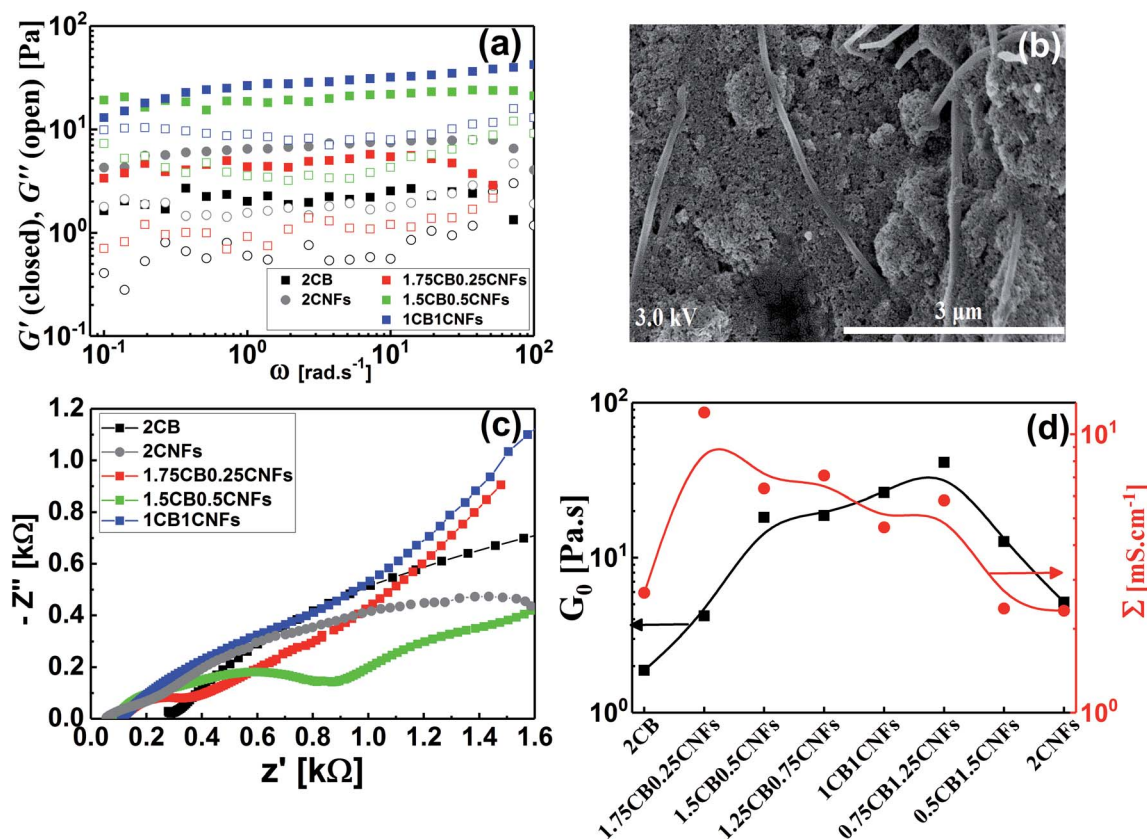 (a)
G' (closed), G'' (open) [Pa]
10²
10¹
10⁰
10⁻¹
10⁻¹
10⁰
10¹
10²
ω [rad.s⁻¹]
2CB
2CNFs
1.75CB0.25CNFs
1.5CB0.5CNFs
1CB1CNFs
(b)
3.0 kV
3 μm
(c)
- Z'' [kΩ]
1.2
1.0
0.8
0.6
0.4
0.2
0.0
0.0 0.2 0.4 0.6 0.8 1.0 1.2 1.4 1.6
z' [kΩ]
2CB
2CNFs
1.75CB0.25CNFs
1.5CB0.5CNFs
1CB1CNFs
(d)
G₀ [Pa.s]
10²
10¹
10⁰
10¹
10⁰
Σ [mS.cm⁻¹]
2CB
1.75CB0.25CNFs
1.5CB0.5CNFs
1.25CB0.75CNFs
1CB1CNFs
0.75CB1.25CNFs
0.5CB1.5CNFs
2CNFs